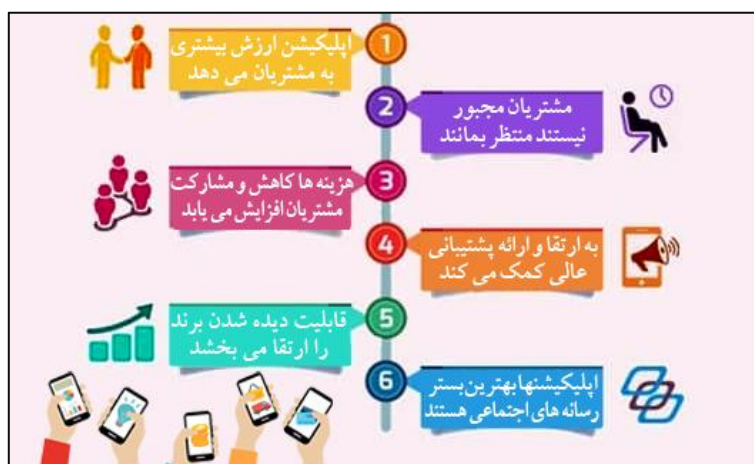 1
اپلیکیشن ارزش بیشتری
به مشتریان می دهد
2
مشتریان مجبور
نیستند منتظر بمانند
3
هزینه ها کاهش و مشارکت
مشتریان افزایش می یابد
4
به ارتقا و ارائه پشتیبانی
عالی کمک می کند
5
قابلیت دیده شدن برند
را ارتقا می بخشد
6
اپلیکیشنها بهترین بستر
رسانه های اجتماعی هستند